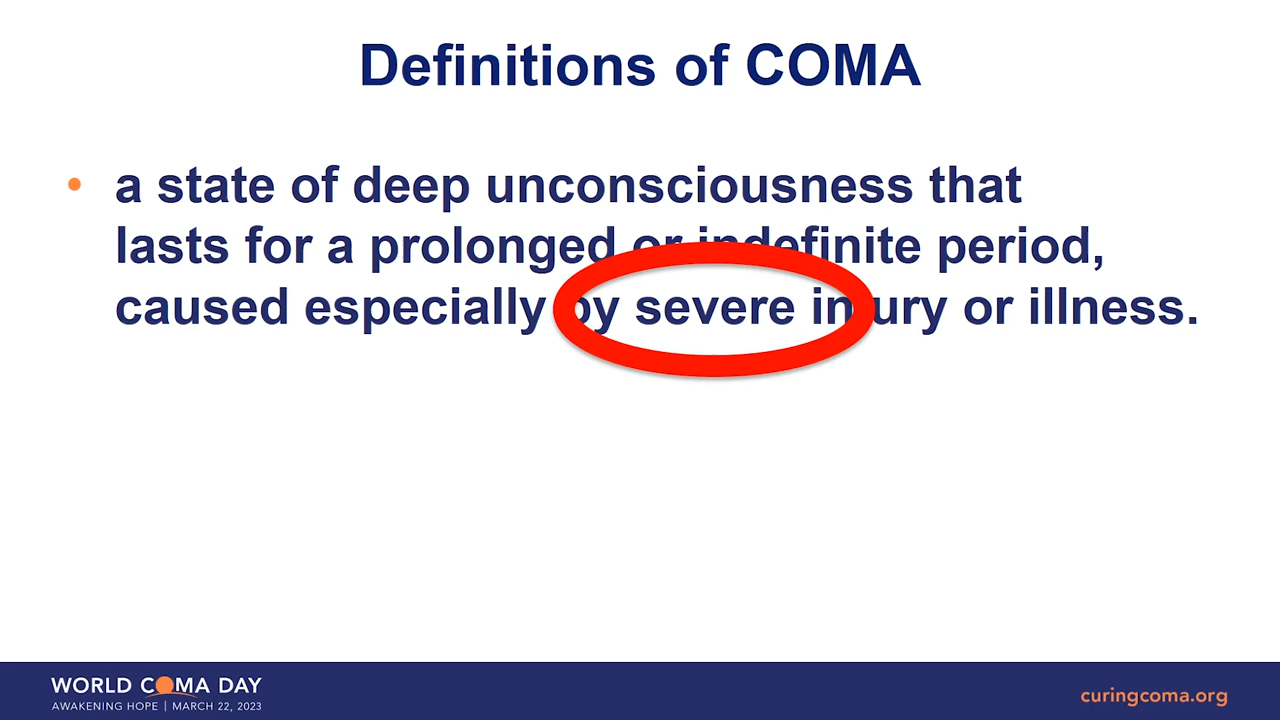 Definitions of COMA
• a state of deep unconsciousness that
lasts for a prolonged or indefinite period,
caused especially by severe injury or illness.
WORLD COMA DAY
AWAKENING HOPE | MARCH 22, 2023
curingcoma.org